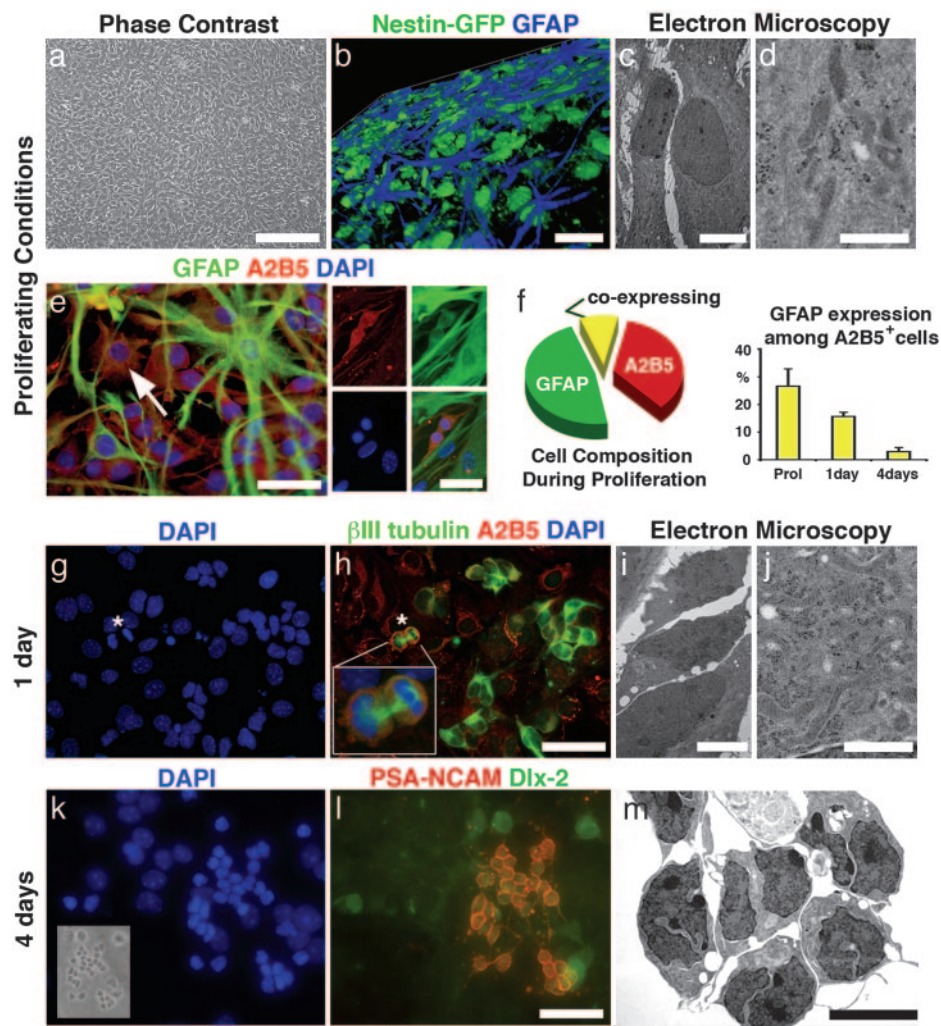 Phase Contrast
Nestin-GFP GFAP
Electron Microscopy
a
b
c
d
Proliferating Conditions
GFAP A2B5 DAPI
e
f
co-expressing
GFAP
A2B5
Cell Composition
During Proliferation
GFAP expression
among A2B5+cells
40
%
20
0
Prol 1day 4days
DAPI
βIII tubulin A2B5 DAPI
Electron Microscopy
1 day
g
*
h
*
i
j
DAPI
PSA-NCAM Dlx-2
4 days
k
l
m